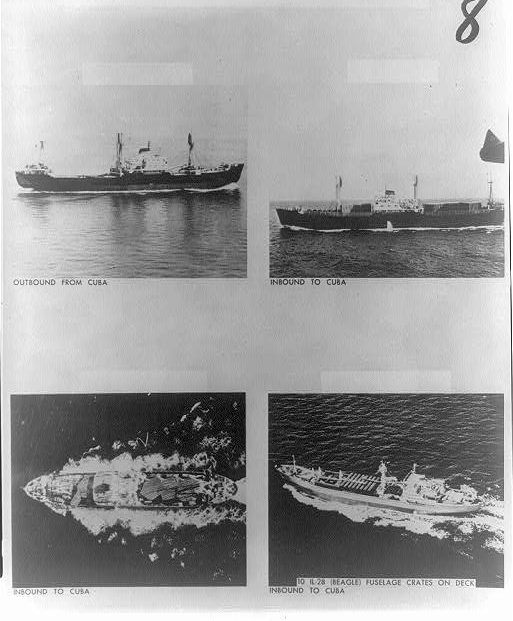 8
OUTBOUND FROM CUBA
INBOUND TO CUBA
INBOUND TO CUBA
10 IL-28 (BEAGLE) FUSELAGE CRATES ON DECK
INBOUND TO CUBA